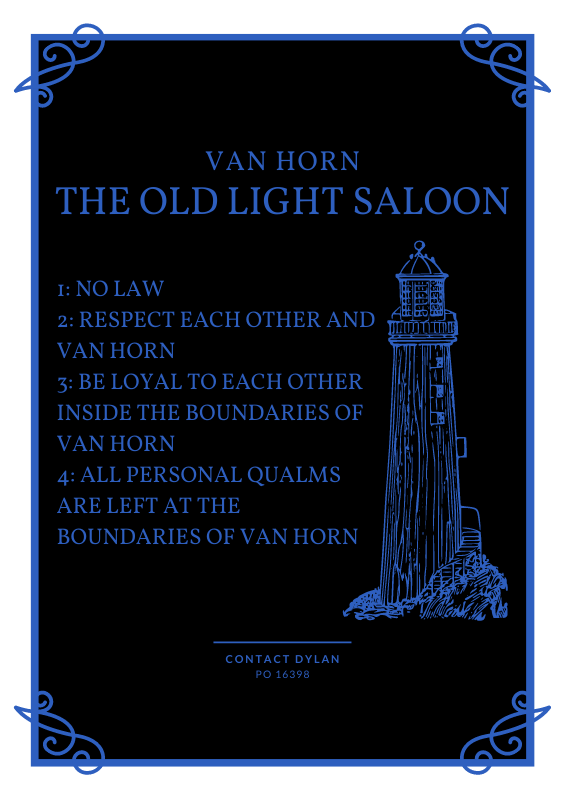 VAN HORN
THE OLD LIGHT SALOON
1: NO LAW
2: RESPECT EACH OTHER AND
VAN HORN
3: BE LOYAL TO EACH OTHER
INSIDE THE BOUNDARIES OF
VAN HORN
4: ALL PERSONAL QUALMS
ARE LEFT AT THE
BOUNDARIES OF VAN HORN
CONTACT DYLAN
PO 16398